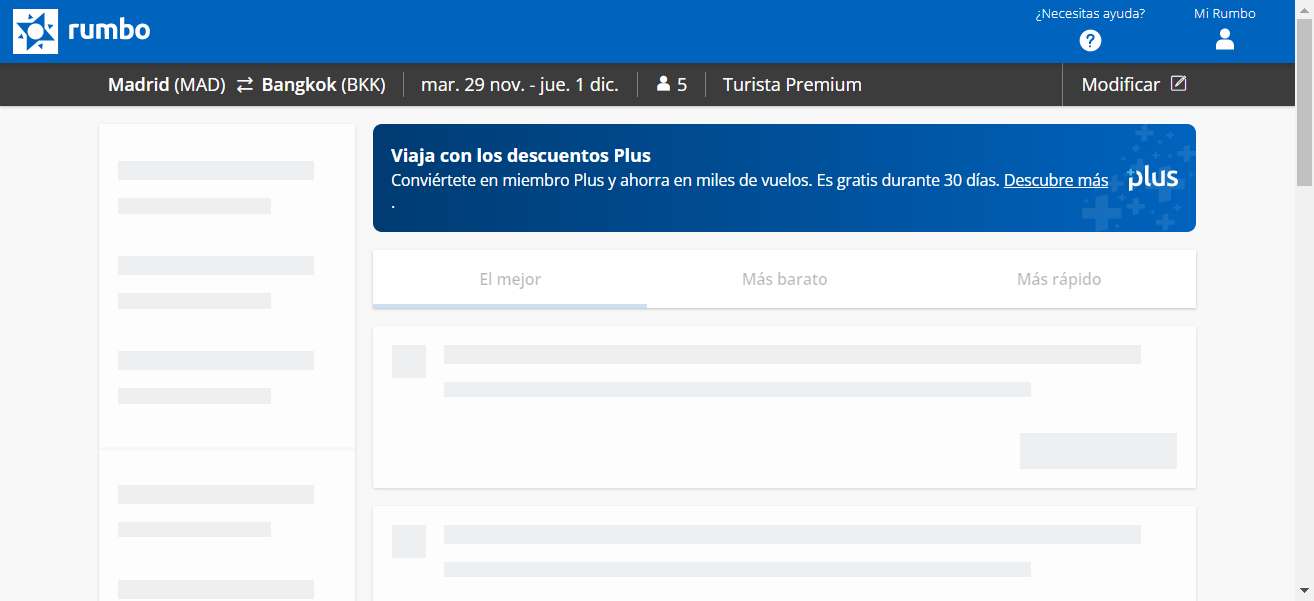 rumbo
¿Necesitas ayuda?
?
Mi Rumbo
Madrid (MAD) ⇄ Bangkok (BKK)
mar. 29 nov. - jue. 1 dic.
5
Turista Premium
Modificar
Viaja con los descuentos Plus
Conviértete en miembro Plus y ahorra en miles de vuelos. Es gratis durante 30 días. Descubre más
.
plus
El mejor
Más barato
Más rápido